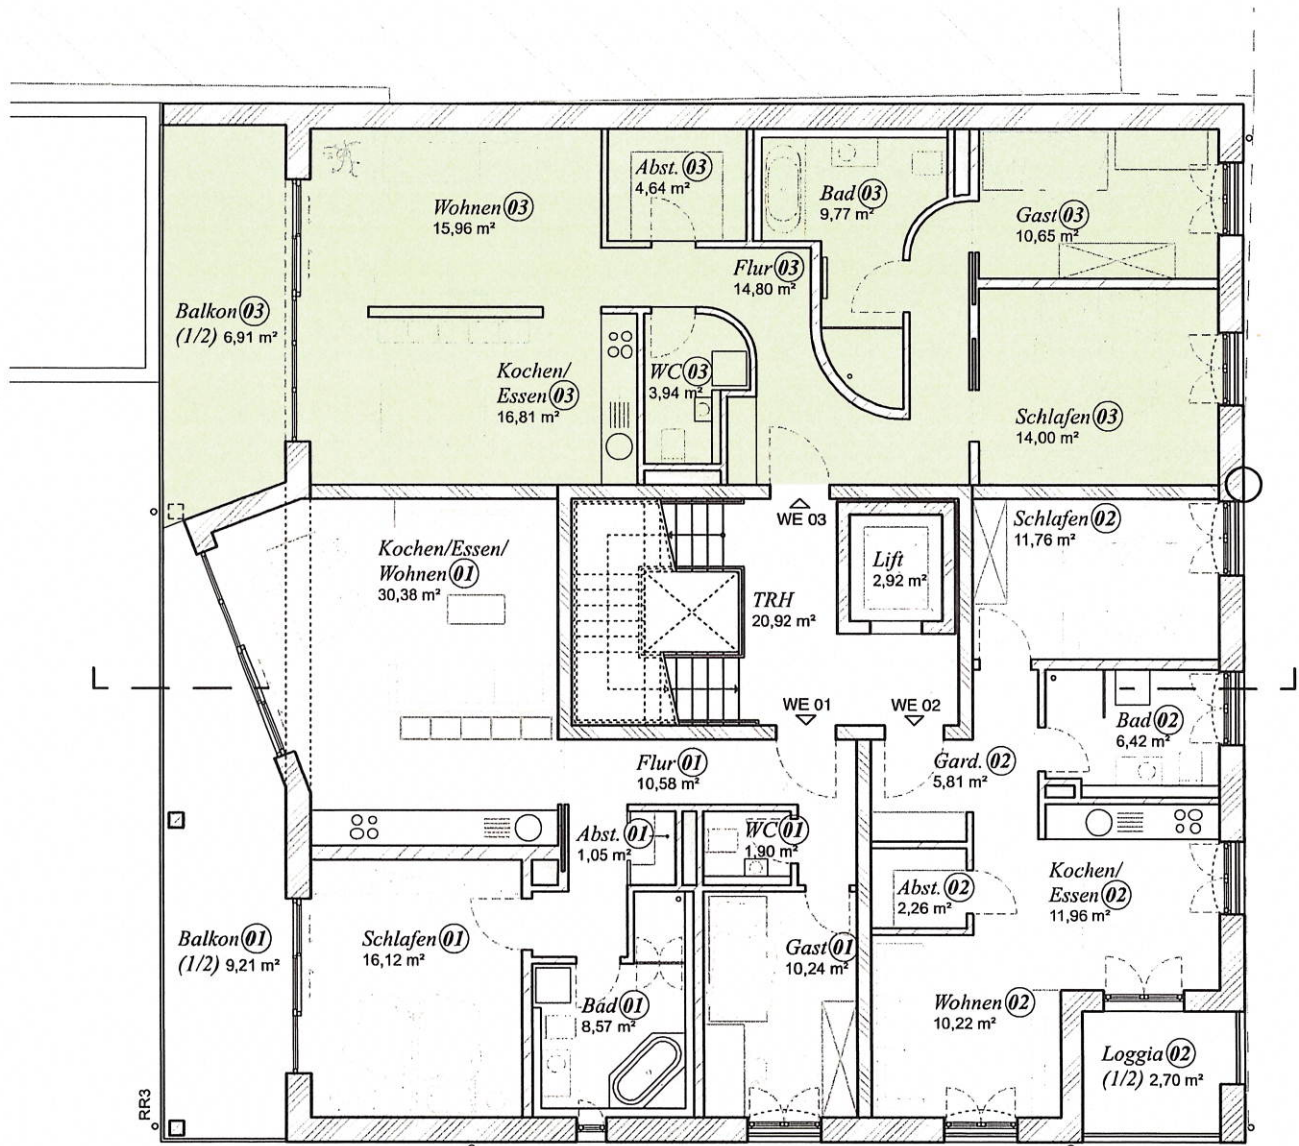 Abst. 03
4,64 m²
Bad 03
9,77 m²
Wohnen 03
15,96 m²
Gast 03
10,65 m²
Flur 03
14,80 m²
Balkon 03
(1/2) 6,91 m²
Kochen/
Essen 03
16,81 m²
WC 03
3,94 m²
Schlafen 03
14,00 m²
WE 03
Schlafen 02
11,76 m²
Kochen/Essen/
Wohnen 01
30,38 m²
Lift
2,92 m²
TRH
20,92 m²
WE 01
WE 02
Bad 02
6,42 m²
Flur 01
10,58 m²
Gard. 02
5,81 m²
Abst. 01
1,05 m²
WC 01
1,90 m²
Kochen/
Essen 02
11,96 m²
Abst. 02
2,26 m²
Balkon 01
(1/2) 9,21 m²
Schlafen 01
16,12 m²
Gast 01
10,24 m²
Bad 01
8,57 m²
Wohnen 02
10,22 m²
Loggia 02
(1/2) 2,70 m²
RR3